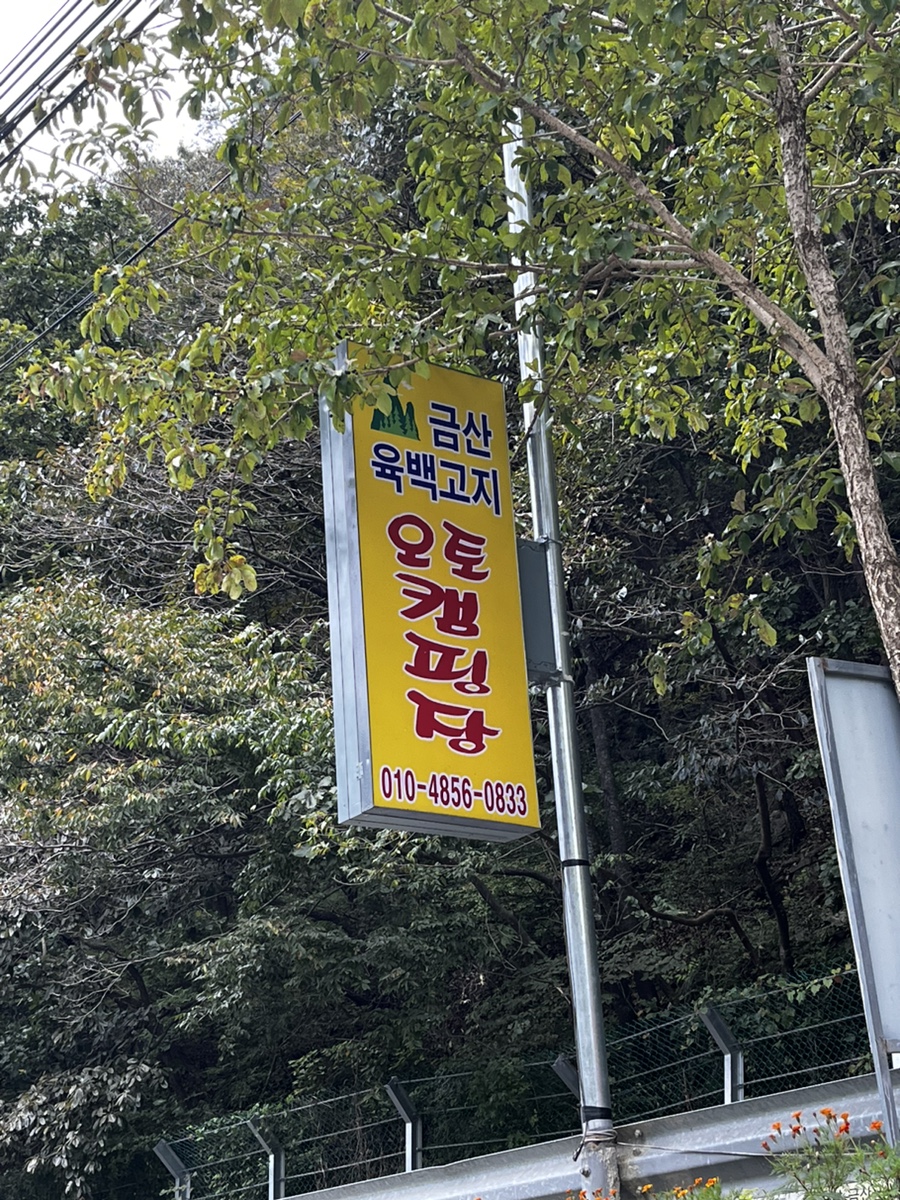 금산
육백고지
오토
캠
핑
장
010-4856-0833